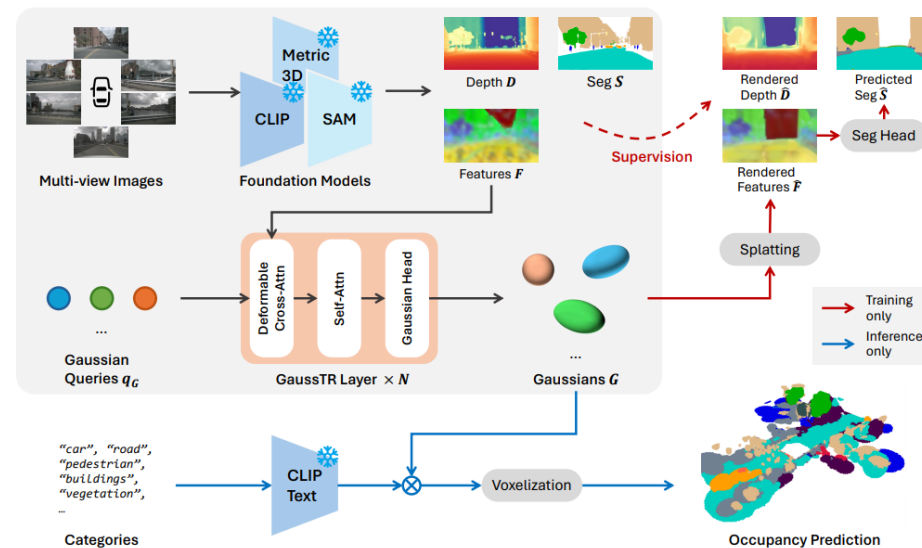 Metric
3D
CLIP
SAM
Multi-view Images
Foundation Models
Depth D
Seg S
Features F
Rendered
Depth D̂
Predicted
Seg Ŝ
Supervision
Seg Head
Rendered
Features F̂
Splatting
Deformable
Cross-Attn
Self-Attn
Gaussian Head
...
Gaussian
Queries q_G
GaussTR Layer × N
...
Gaussians G
Training
only
Inference
only
"car", "road",
"pedestrian",
"buildings",
"vegetation",
…
Categories
CLIP
Text
Voxelization
Occupancy Prediction